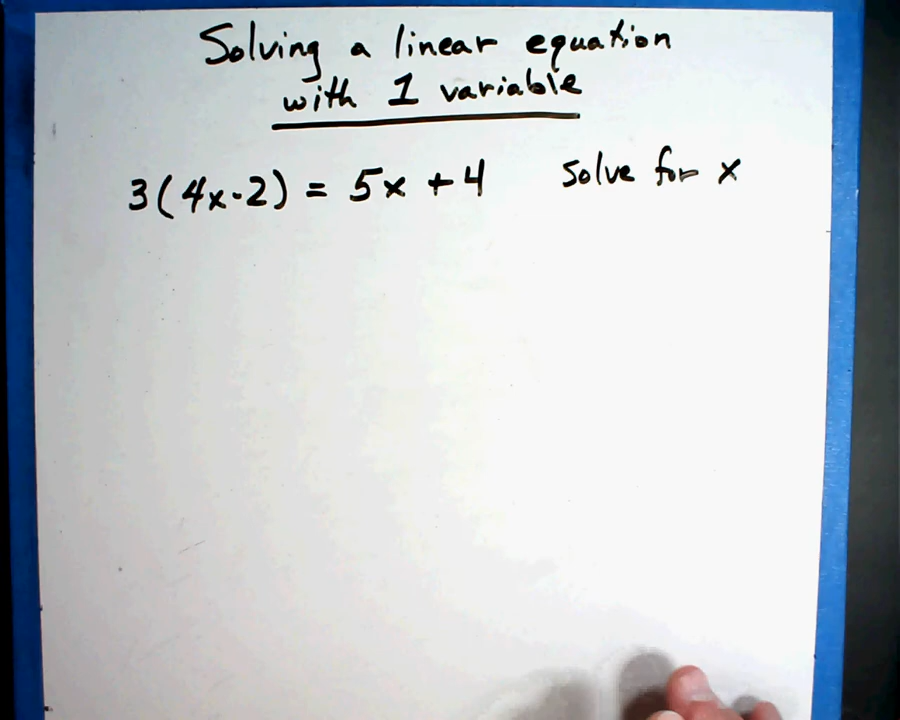 Solving a linear equation
with 1 variable
3(4x-2) = 5x + 4 solve for x